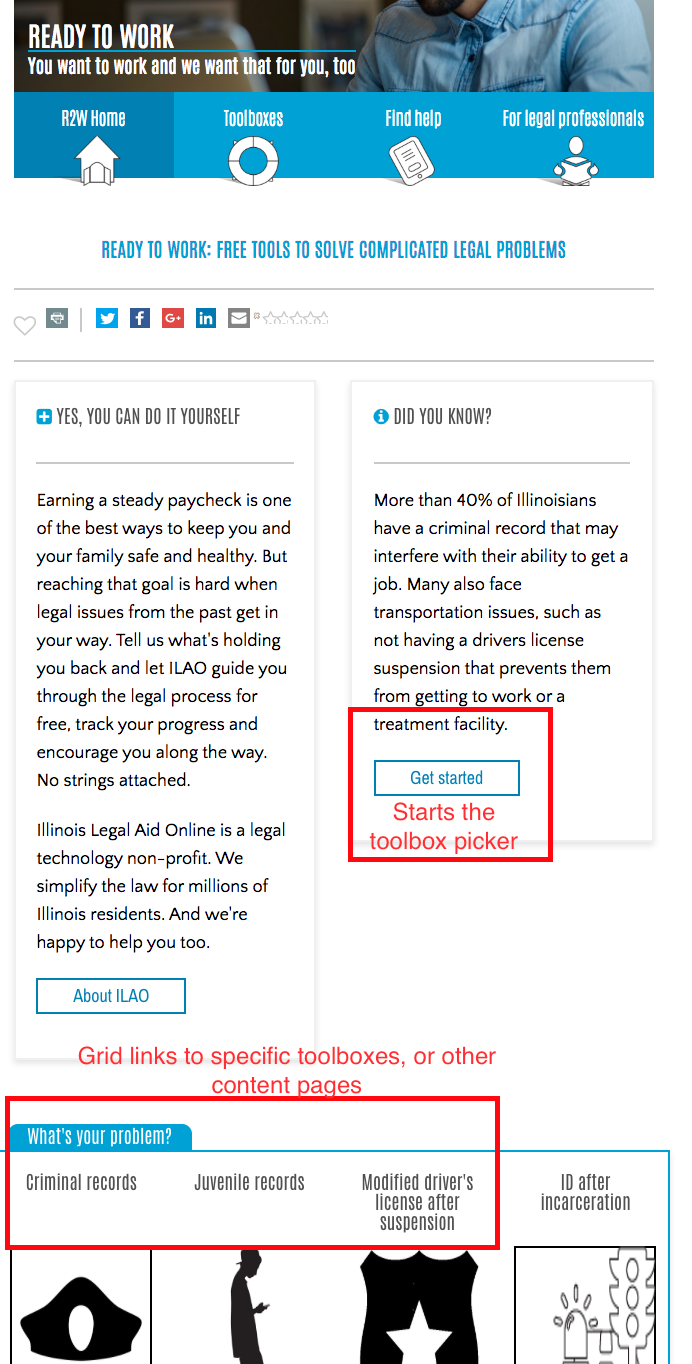 READY TO WORK
You want to work and we want that for you, too
R2W Home
Toolboxes
Find help
For legal professionals
READY TO WORK: FREE TOOLS TO SOLVE COMPLICATED LEGAL PROBLEMS
G+
in
YES, YOU CAN DO IT YOURSELF
Earning a steady paycheck is one
of the best ways to keep you and
your family safe and healthy. But
reaching that goal is hard when
legal issues from the past get in
your way. Tell us what's holding
you back and let ILAO guide you
through the legal process for
free, track your progress and
encourage you along the way.
No strings attached.
Illinois Legal Aid Online is a legal
technology non-profit. We
simplify the law for millions of
Illinois residents. And we're
happy to help you too.
About ILAO
DID YOU KNOW?
More than 40% of Illinoisians
have a criminal record that may
interfere with their ability to get a
job. Many also face
transportation issues, such as
not having a drivers license
suspension that prevents them
from getting to work or a
treatment facility.
Get started
Starts the
toolbox picker
Grid links to specific toolboxes, or other
content pages
What's your problem?
Criminal records
Juvenile records
Modified driver's
license after
suspension
ID after
incarceration